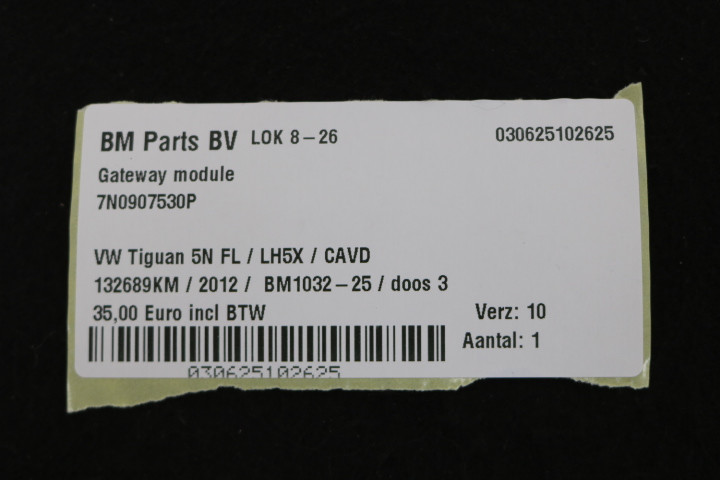 BM Parts BV LOK 8-26 030625102625
Gateway module
7N0907530P
VW Tiguan 5N FL / LH5X / CAVD
132689KM / 2012 / BM1032-25 / doos 3
35,00 Euro incl BTW Verz: 10
Aantal: 1
030625102625